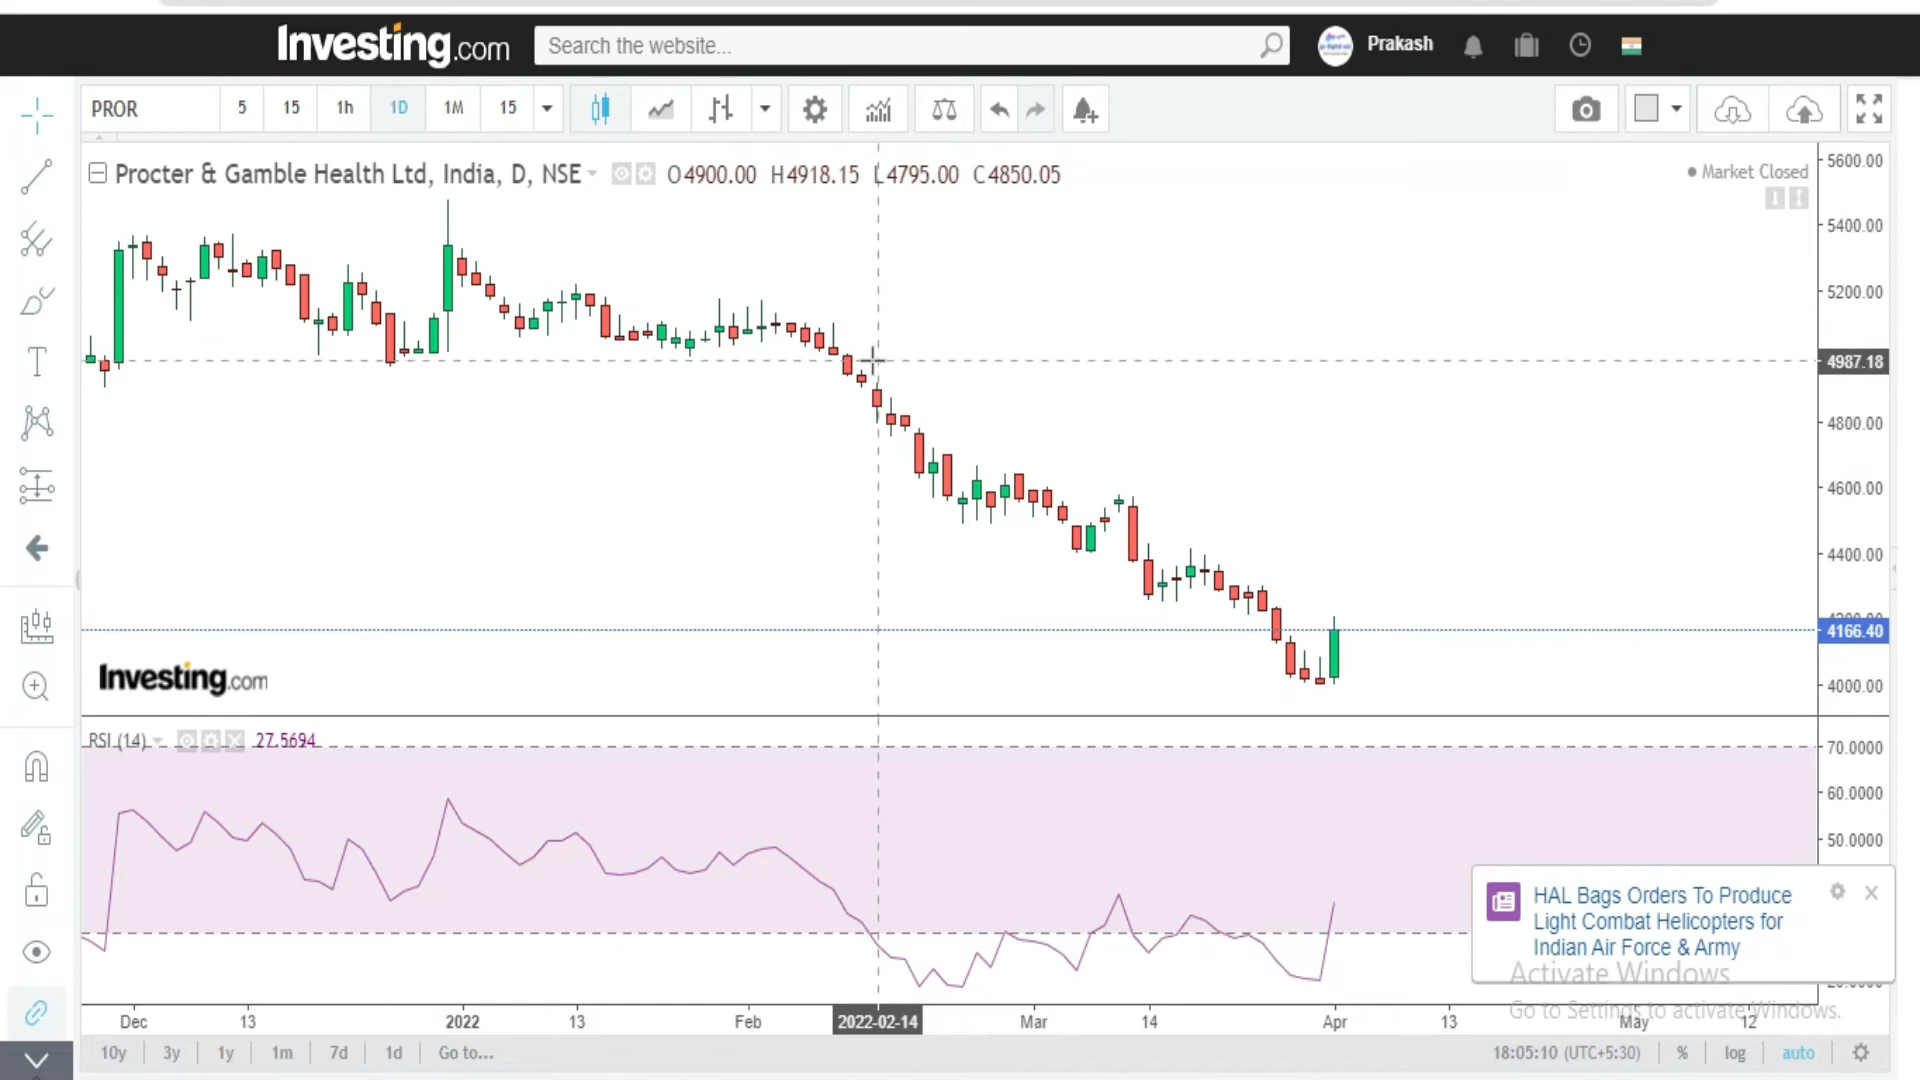 Investing.com
Search the website...
Prakash
PROR
5
15
1h
1D
1M
15
Procter & Gamble Health Ltd, India, D, NSE
O4900.00 H4918.15 L4795.00 C4850.05
Market Closed
5600.00
5400.00
5200.00
4987.18
4800.00
4600.00
4400.00
4166.40
4000.00
Investing.com
RSI (14)
27.5694
70.0000
60.0000
50.0000
HAL Bags Orders To Produce
Light Combat Helicopters for
Indian Air Force & Army
Activate Windows
Go to Settings to activate Windows.
Dec
13
2022
13
Feb
2022-02-14
Mar
14
Apr
13
May
12
10y
3y
1y
1m
7d
1d
Go to...
18:05:10 (UTC+5:30)
%
log
auto